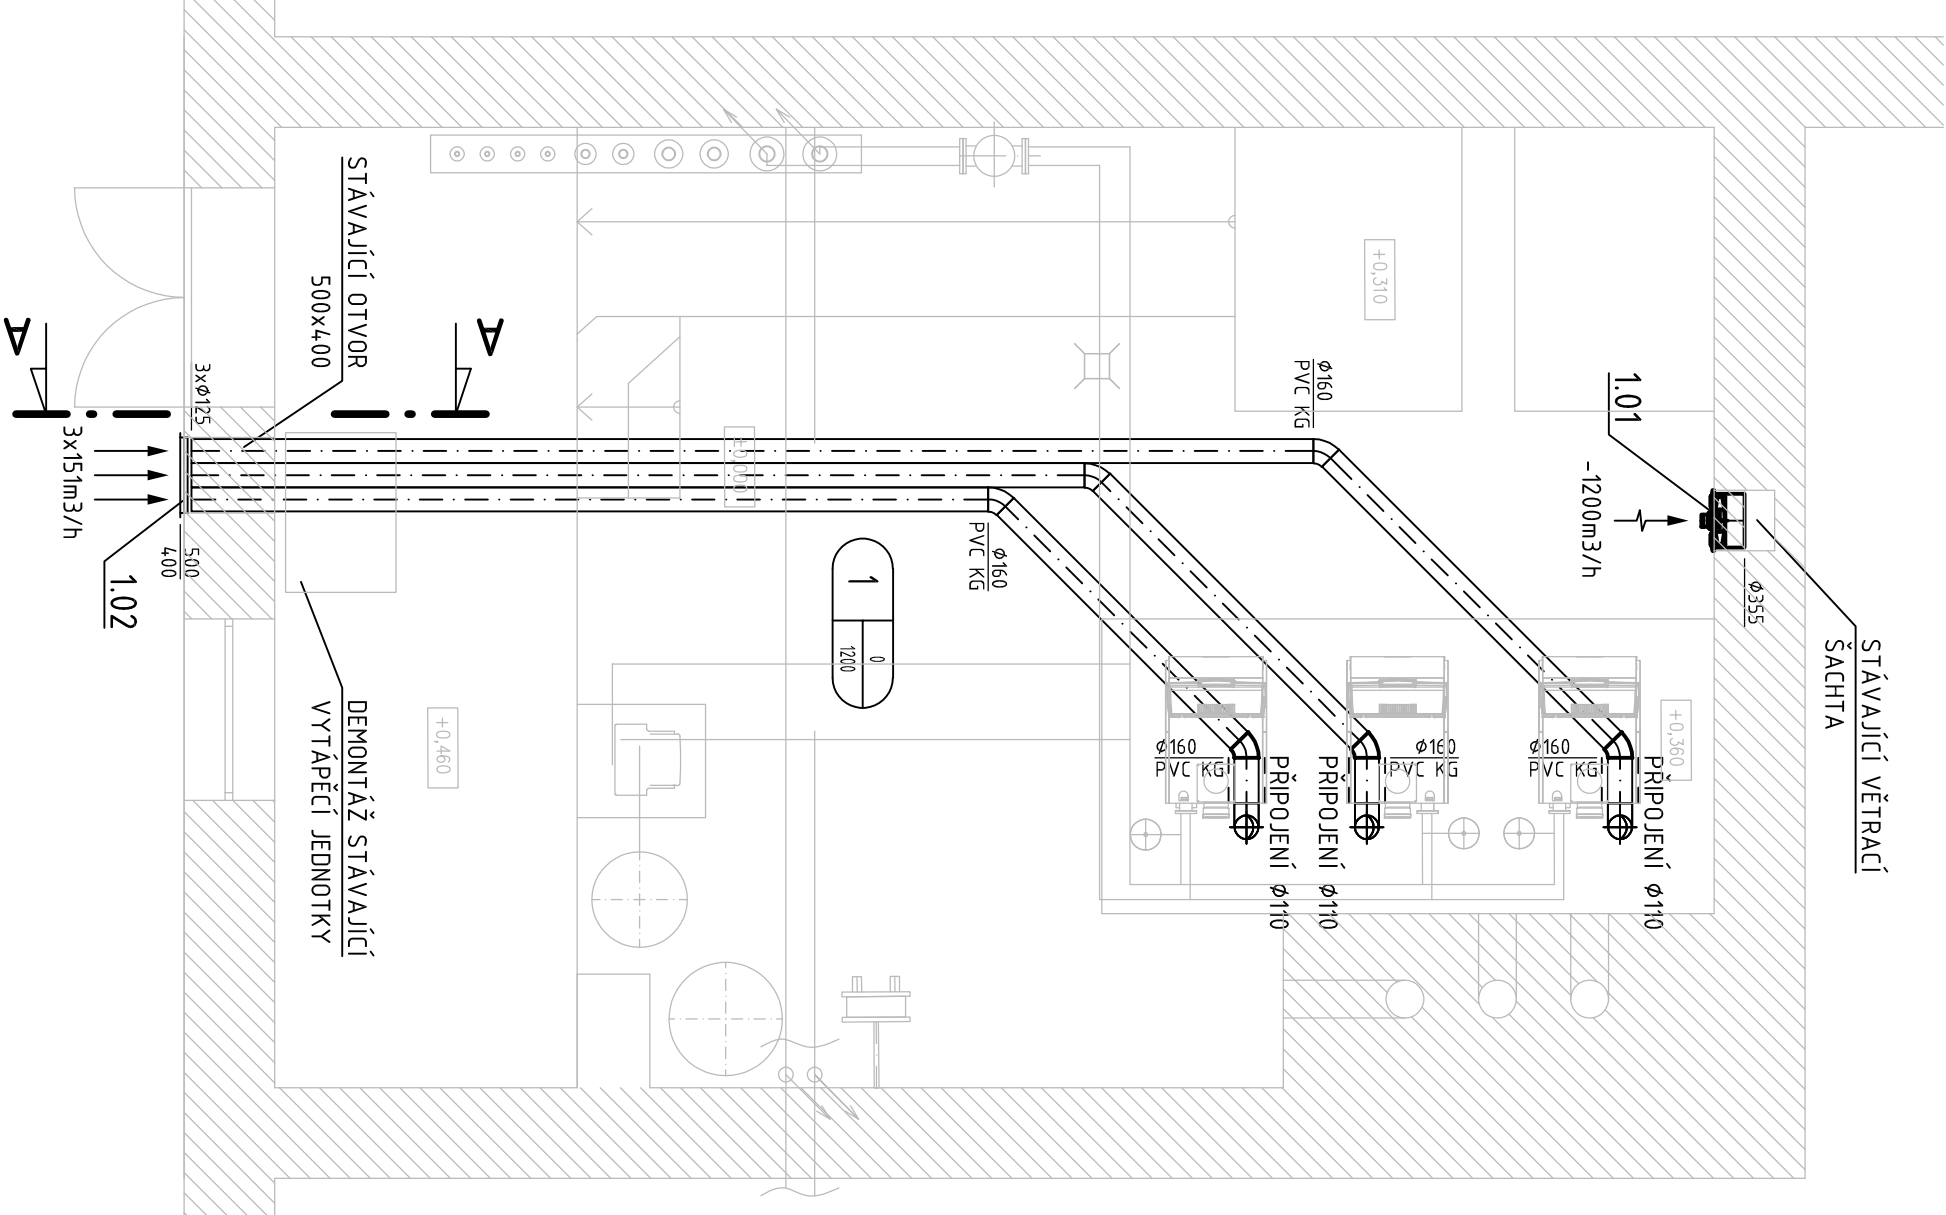 STÁVAJÍCÍ OTVOR
500x400
A
A
3xØ125
3x151m3/h
1.02
500
400
DEMONTÁŽ STÁVAJÍCÍ
VYTÁPĚCÍ JEDNOTKY
+0,460
+0,000
1
0
1200
Ø160
PVC KG
Ø160
PVC KG
+0,310
1.01
-1200m3/h
Ø355
STÁVAJÍCÍ VĚTRACÍ
ŠACHTA
+0,360
Ø160
PVC KG
PŘIPOJENÍ Ø110
PŘIPOJENÍ Ø110
Ø160
PVC KG
Ø160
PVC KG
PŘIPOJENÍ Ø110